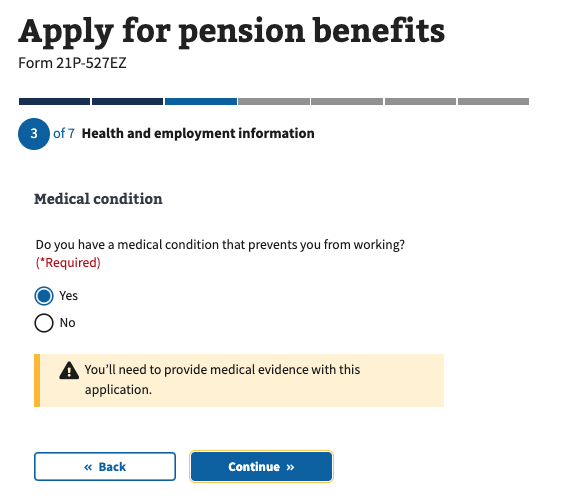 Apply for pension benefits
Form 21P-527EZ
3 of 7 Health and employment information
Medical condition
Do you have a medical condition that prevents you from working?
(*Required)
Yes
No
You’ll need to provide medical evidence with this
application.
« Back
Continue »